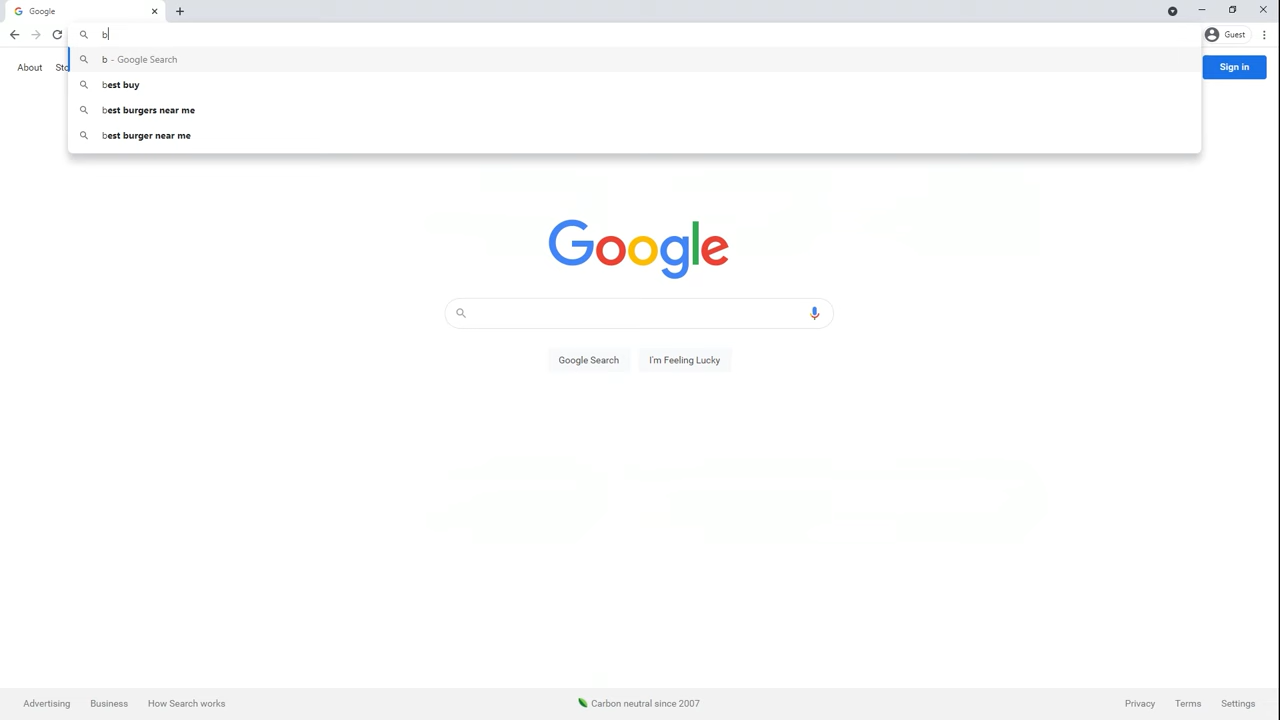 Google
b
Guest
b - Google Search
About
Sto
Sign in
best buy
best burgers near me
best burger near me
Google
Google Search
I'm Feeling Lucky
Advertising
Business
How Search works
Carbon neutral since 2007
Privacy
Terms
Settings